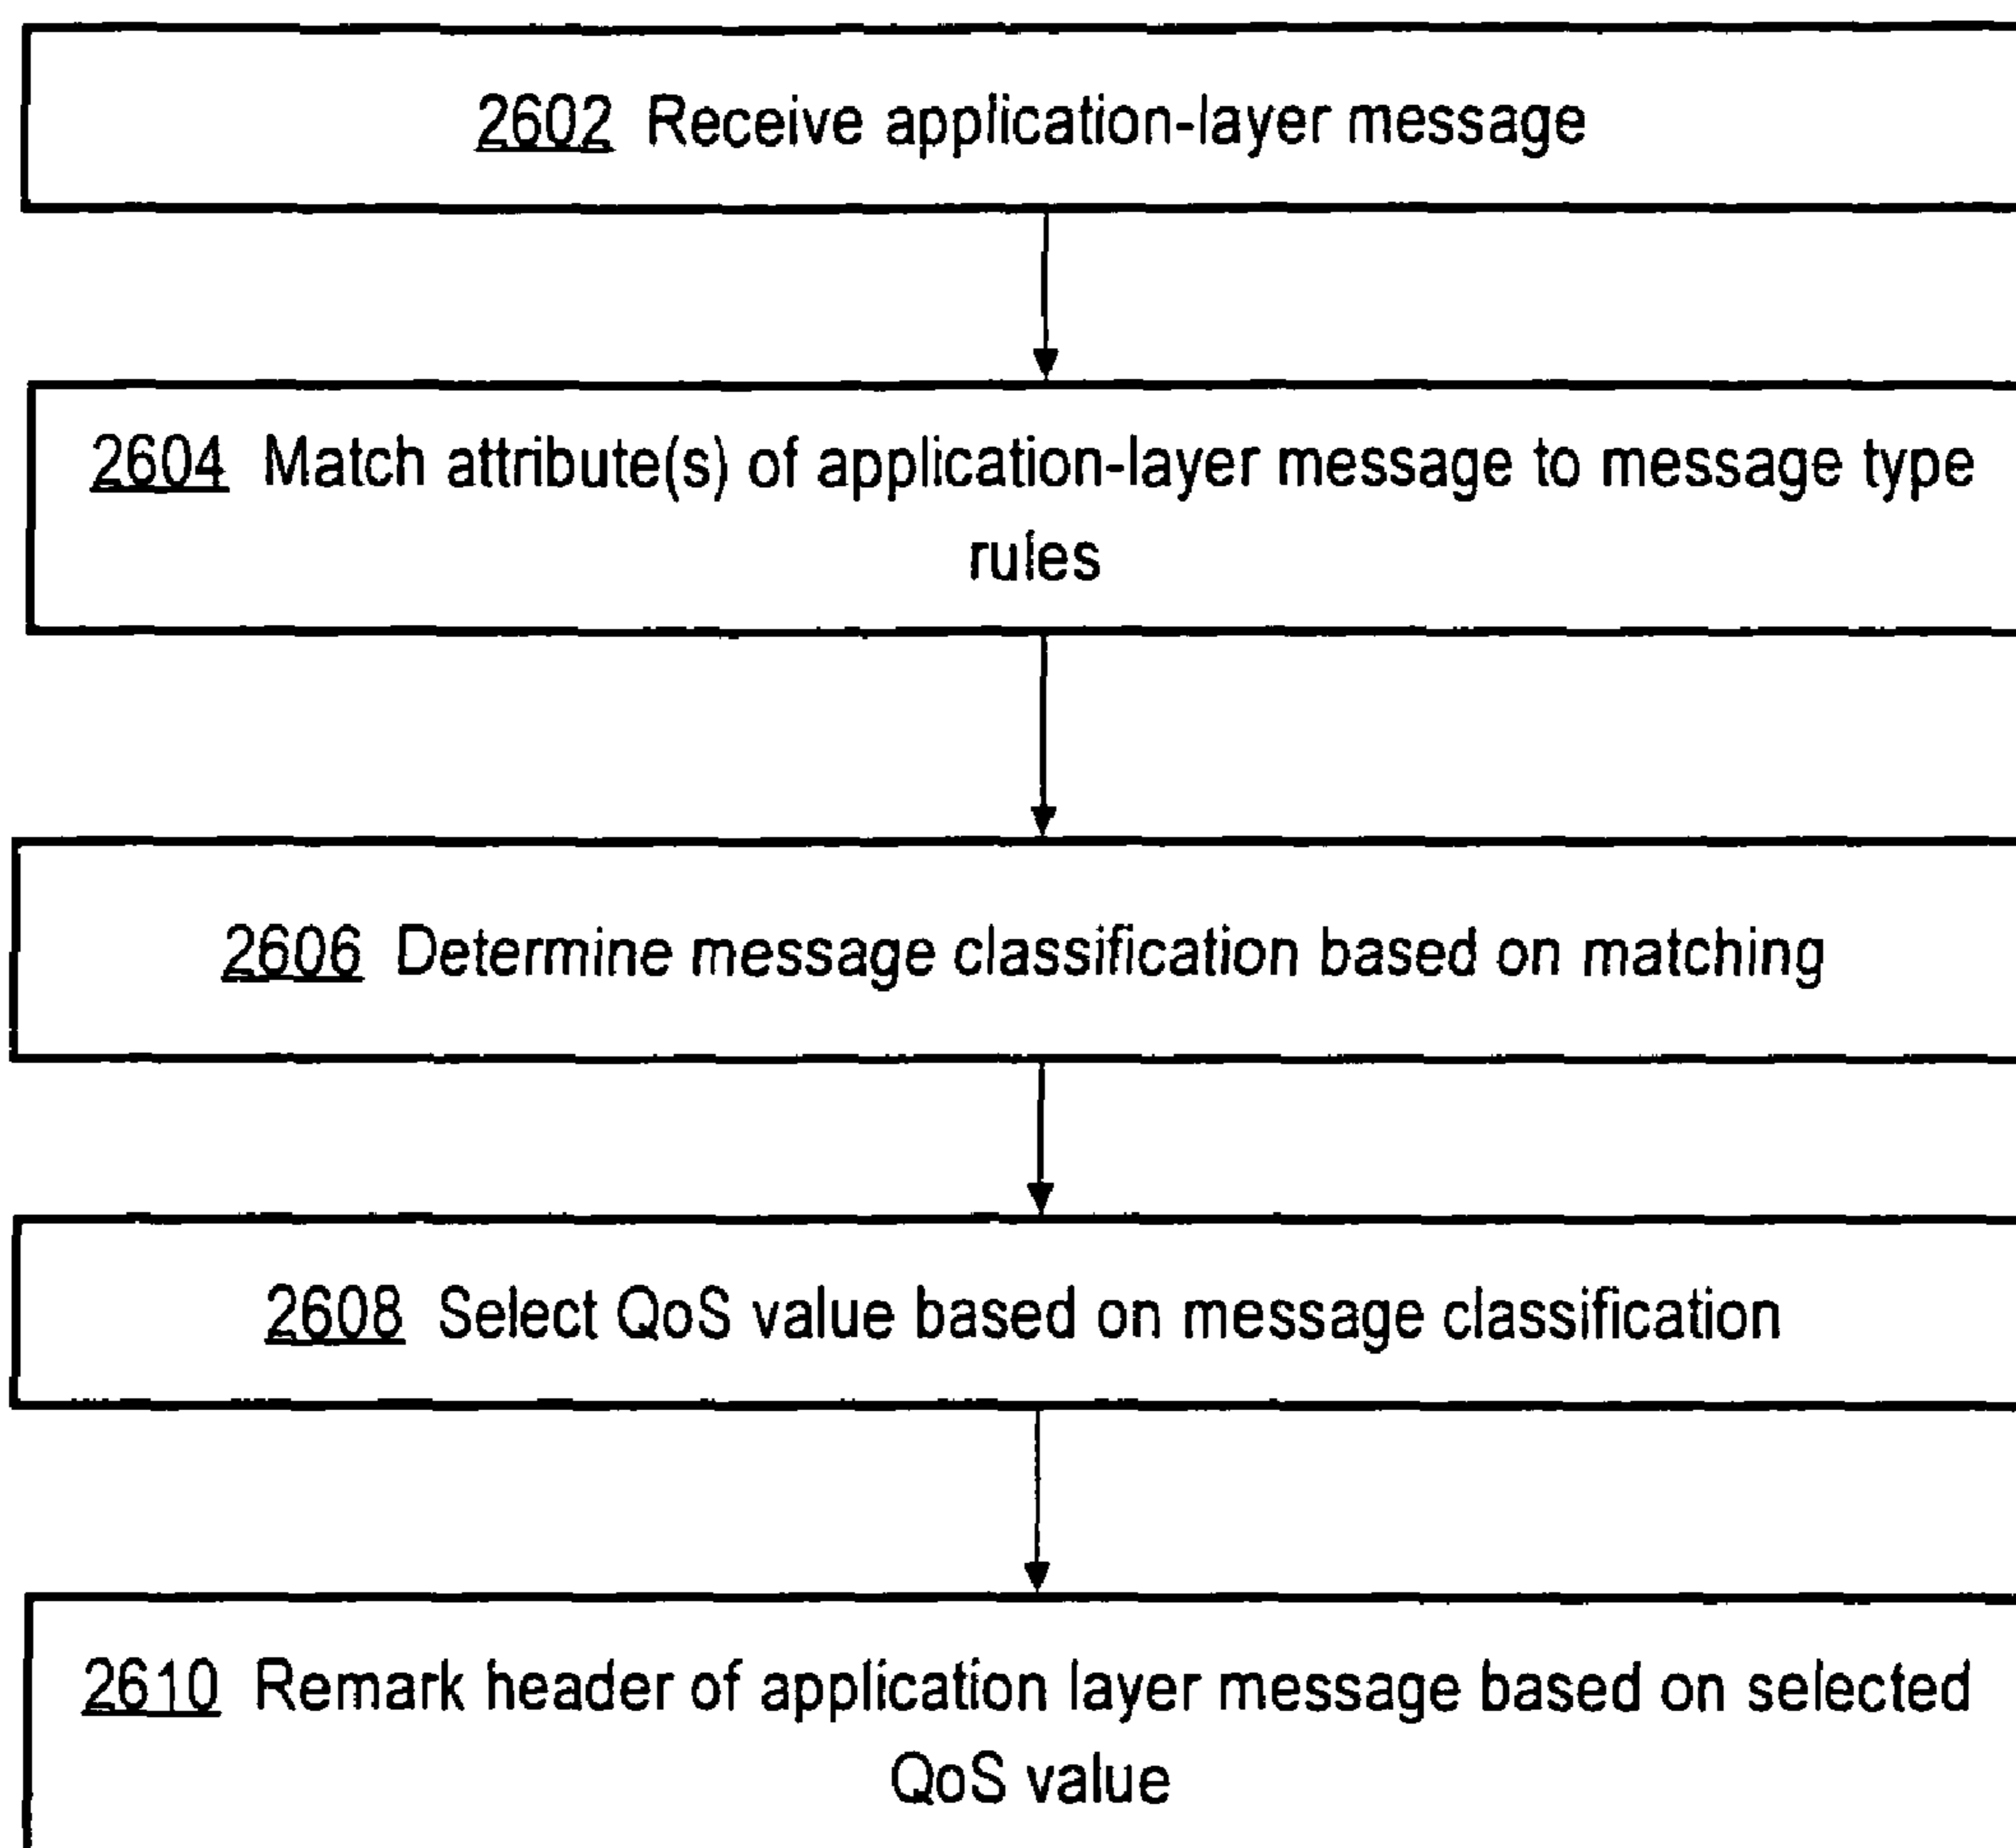 2602 Receive application-layer message
2604 Match attribute(s) of application-layer message to message type
rules
2606 Determine message classification based on matching
2608 Select QoS value based on message classification
2610 Remark header of application layer message based on selected
QoS value